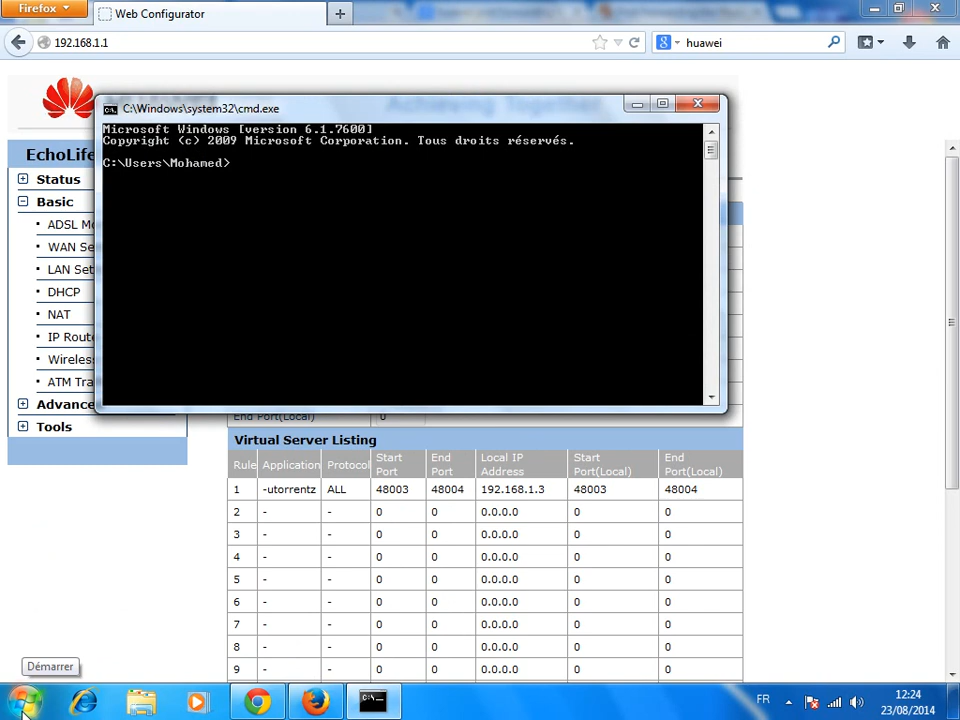 Firefox
Web Configurator
192.168.1.1
huawei
Achieving Together
C:\Windows\system32\cmd.exe
Microsoft Windows [version 6.1.7600]
Copyright (c) 2009 Microsoft Corporation. Tous droits réservés.
C:\Users\Mohamed>
EchoLife
Status
Basic
ADSL Mo
WAN Se
LAN Set
DHCP
NAT
IP Route
Wireless
ATM Tra
Advance
Tools
End Port(Local) 0
Virtual Server Listing
Rule Application Protocol Start Port End Port Local IP Address Start Port(Local) End Port(Local)
1 -utorrentz ALL 48003 48004 192.168.1.3 48003 48004
2 - - 0 0 0.0.0.0 0 0
3 - - 0 0 0.0.0.0 0 0
4 - - 0 0 0.0.0.0 0 0
5 - - 0 0 0.0.0.0 0 0
6 - - 0 0 0.0.0.0 0 0
7 - - 0 0 0.0.0.0 0 0
8 - - 0 0 0.0.0.0 0 0
9 - - 0 0 0.0.0.0 0 0
Démarrer
C:\
FR
12:24
23/08/2014